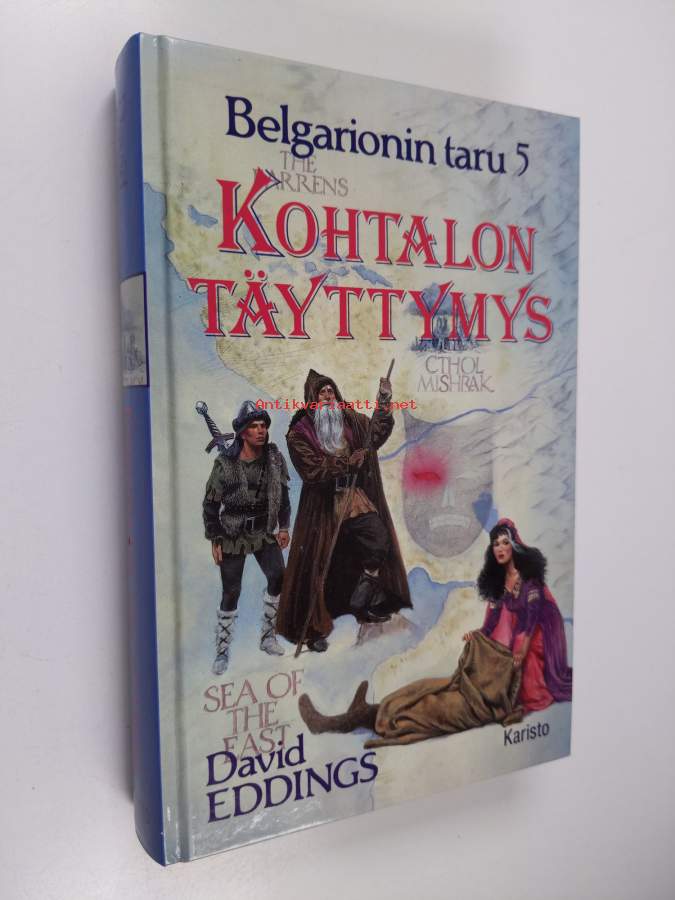 Belgarionin taru 5
THE
ARRENS
KOHTALON
TÄYTTYMYS
CTHOL
MISHRAK
Antikvariaatti.net
SEA OF
THE
EAST
David
EDDINGS
Karisto